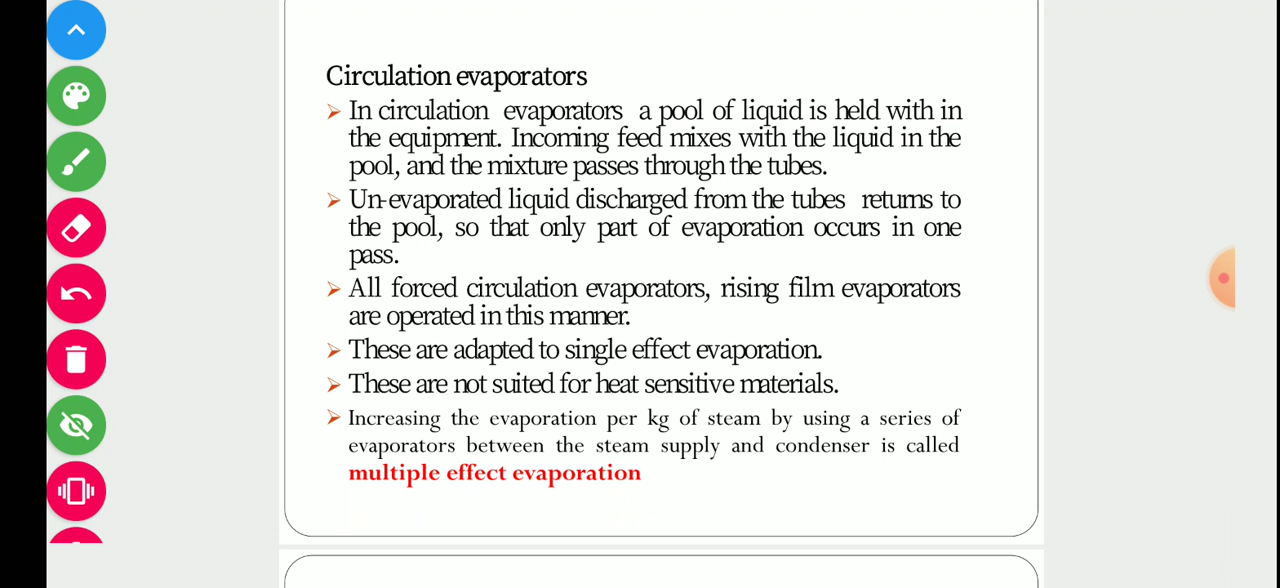 Circulation evaporators
➢ In circulation evaporators a pool of liquid is held with in
the equipment. Incoming feed mixes with the liquid in the
pool, and the mixture passes through the tubes.
➢ Un-evaporated liquid discharged from the tubes returns to
the pool, so that only part of evaporation occurs in one
pass.
➢ All forced circulation evaporators, rising film evaporators
are operated in this manner.
➢ These are adapted to single effect evaporation.
➢ These are not suited for heat sensitive materials.
➢ Increasing the evaporation per kg of steam by using a series of
evaporators between the steam supply and condenser is called
multiple effect evaporation